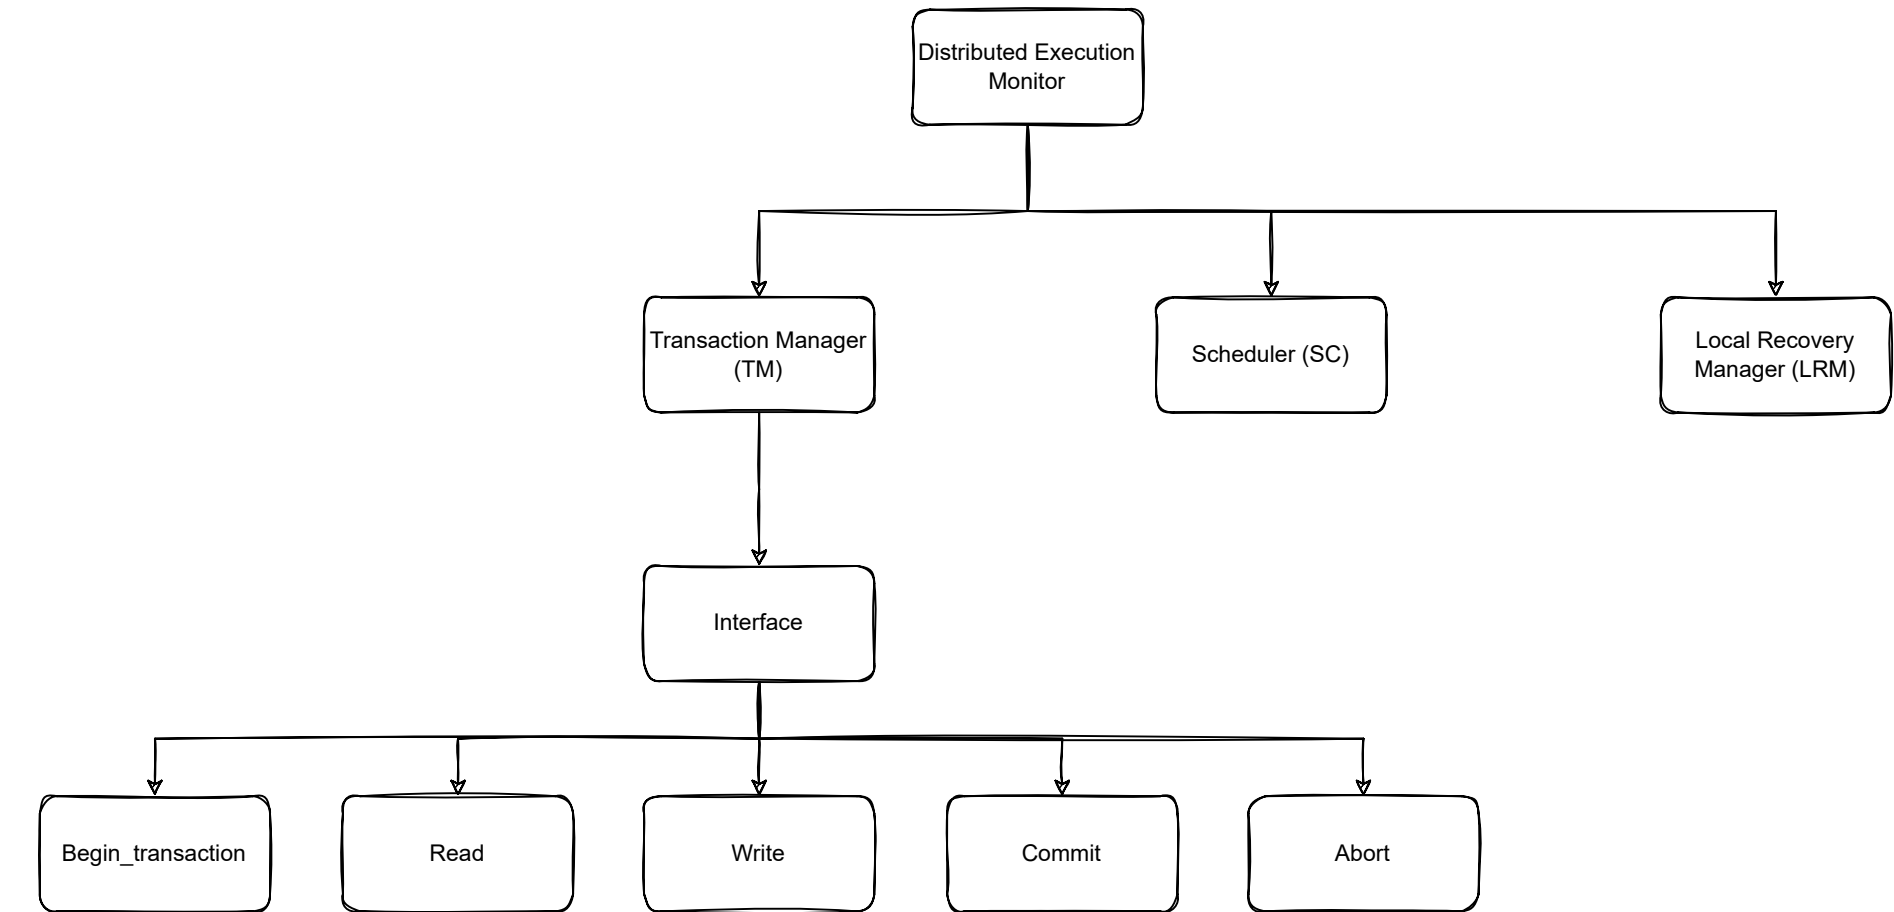 Distributed Execution
Monitor
Transaction Manager
(TM)
Scheduler (SC)
Local Recovery
Manager (LRM)
Interface
Begin_transaction
Read
Write
Commit
Abort